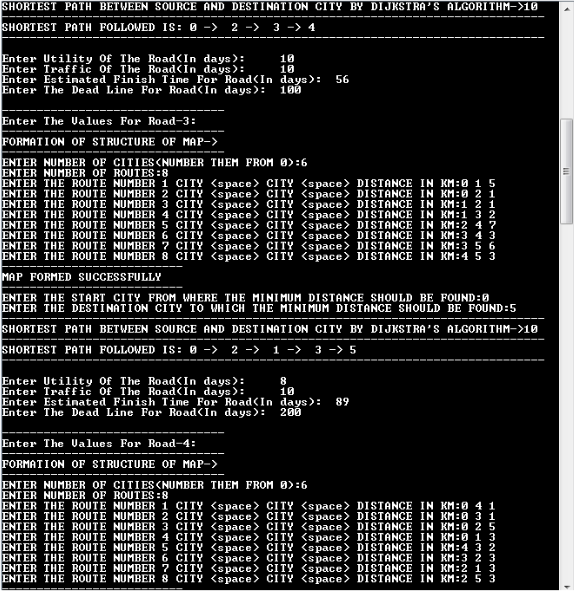 SHORTEST PATH BETWEEN SOURCE AND DESTINATION CITY BY DIJKSTRA'S ALGORITHM->10
SHORTEST PATH FOLLOWED IS: 0 -> 2 -> 3 -> 4
Enter Utility Of The Road(In days): 10
Enter Traffic Of The Road(In days): 10
Enter Estimated Finish Time For Road(In days): 56
Enter The Dead Line For Road(In days): 100
Enter The Values For Road-3:
FORMATION OF STRUCTURE OF MAP->
ENTER NUMBER OF CITIES(NUMBER THEM FROM 0):6
ENTER NUMBER OF ROUTES:8
ENTER THE ROUTE NUMBER 1 CITY <space> CITY <space> DISTANCE IN KM:0 1 5
ENTER THE ROUTE NUMBER 2 CITY <space> CITY <space> DISTANCE IN KM:0 2 1
ENTER THE ROUTE NUMBER 3 CITY <space> CITY <space> DISTANCE IN KM:1 2 1
ENTER THE ROUTE NUMBER 4 CITY <space> CITY <space> DISTANCE IN KM:1 3 2
ENTER THE ROUTE NUMBER 5 CITY <space> CITY <space> DISTANCE IN KM:2 4 7
ENTER THE ROUTE NUMBER 6 CITY <space> CITY <space> DISTANCE IN KM:3 4 3
ENTER THE ROUTE NUMBER 7 CITY <space> CITY <space> DISTANCE IN KM:3 5 6
ENTER THE ROUTE NUMBER 8 CITY <space> CITY <space> DISTANCE IN KM:4 5 3
MAP FORMED SUCCESSFULLY
ENTER THE START CITY FROM WHERE THE MINIMUM DISTANCE SHOULD BE FOUND:0
ENTER THE DESTINATION CITY TO WHICH THE MINIMUM DISTANCE SHOULD BE FOUND:5
SHORTEST PATH BETWEEN SOURCE AND DESTINATION CITY BY DIJKSTRA'S ALGORITHM->10
SHORTEST PATH FOLLOWED IS: 0 -> 2 -> 1 -> 3 -> 5
Enter Utility Of The Road(In days): 8
Enter Traffic Of The Road(In days): 10
Enter Estimated Finish Time For Road(In days): 89
Enter The Dead Line For Road(In days): 200
Enter The Values For Road-4:
FORMATION OF STRUCTURE OF MAP->
ENTER NUMBER OF CITIES(NUMBER THEM FROM 0):6
ENTER NUMBER OF ROUTES:8
ENTER THE ROUTE NUMBER 1 CITY <space> CITY <space> DISTANCE IN KM:0 4 1
ENTER THE ROUTE NUMBER 2 CITY <space> CITY <space> DISTANCE IN KM:0 3 1
ENTER THE ROUTE NUMBER 3 CITY <space> CITY <space> DISTANCE IN KM:0 2 5
ENTER THE ROUTE NUMBER 4 CITY <space> CITY <space> DISTANCE IN KM:0 1 3
ENTER THE ROUTE NUMBER 5 CITY <space> CITY <space> DISTANCE IN KM:4 3 2
ENTER THE ROUTE NUMBER 6 CITY <space> CITY <space> DISTANCE IN KM:3 2 3
ENTER THE ROUTE NUMBER 7 CITY <space> CITY <space> DISTANCE IN KM:2 1 3
ENTER THE ROUTE NUMBER 8 CITY <space> CITY <space> DISTANCE IN KM:2 5 3